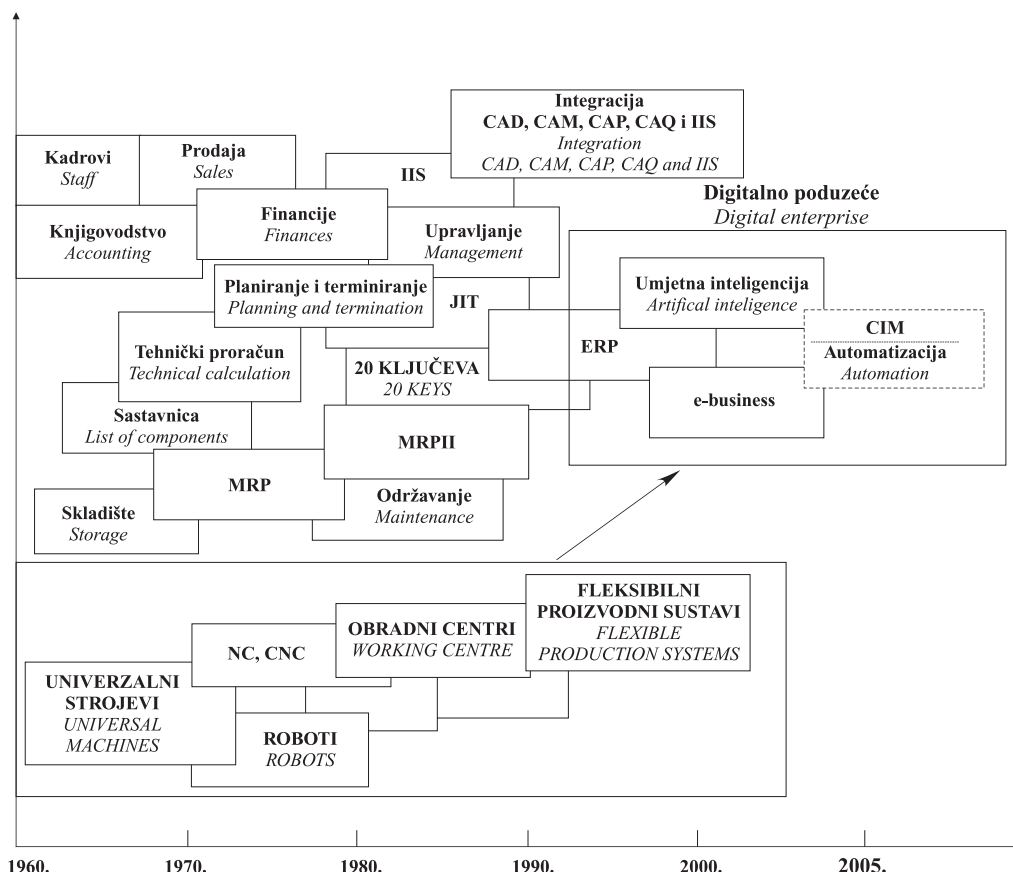 Integracija
CAD, CAM, CAP, CAQ i IIS
Integration
CAD, CAM, CAP, CAQ and IIS
Kadrovi
Staff
Prodaja
Sales
IIS
Digitalno poduzeće
Digital enterprise
Knjigovodstvo
Accounting
Financije
Finances
Upravljanje
Management
Planiranje i terminiranje
Planning and termination
JIT
Umjetna inteligencija
Artifical inteligence
CIM
Automatizacija
Automation
ERP
Tehnički proračun
Technical calculation
20 KLJUČEVA
20 KEYS
e-business
Sastavnica
List of components
MRPII
MRP
Održavanje
Maintenance
Skladište
Storage
FLEKSIBILNI
PROIZVODNI SUSTAVI
FLEXIBLE
PRODUCTION SYSTEMS
OBRADNI CENTRI
WORKING CENTRE
NC, CNC
UNIVERZALNI
STROJEVI
UNIVERSAL
MACHINES
ROBOTI
ROBOTS
1960. 1970. 1980. 1990. 2000. 2005.